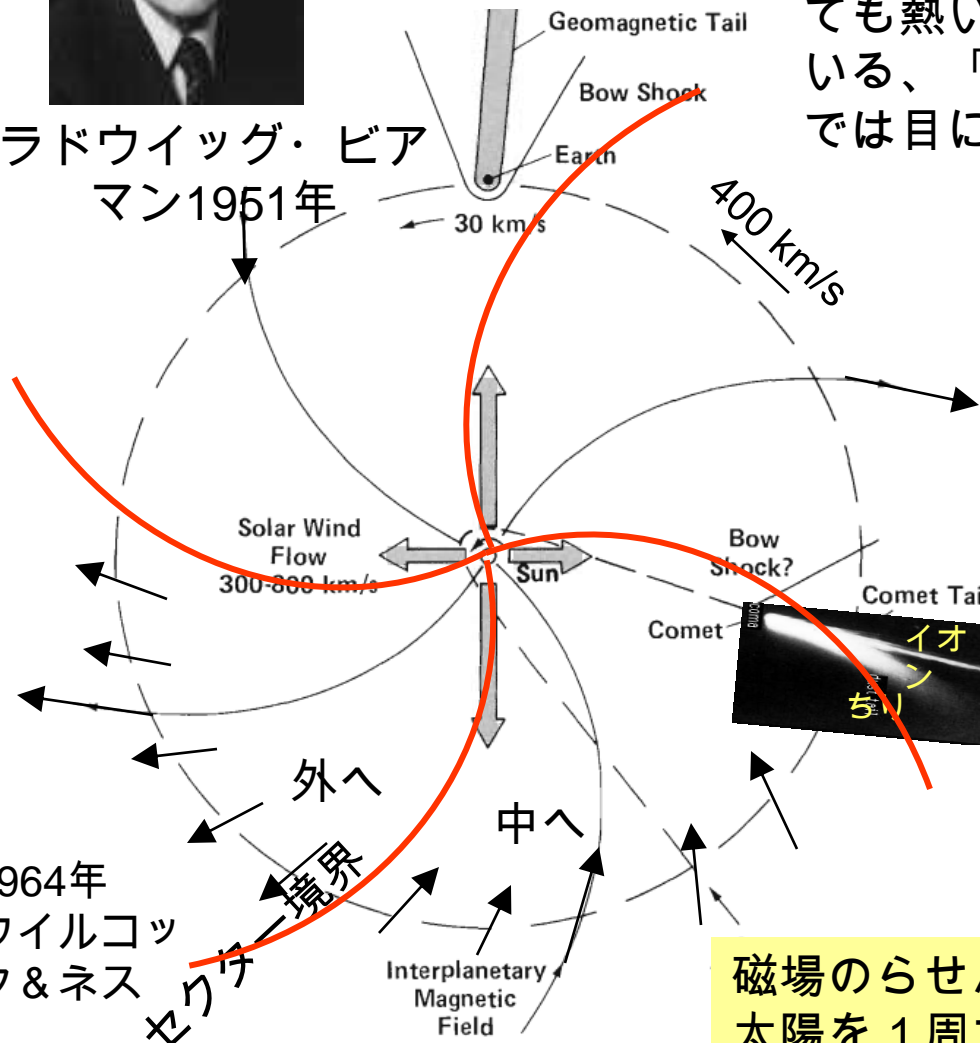 Geomagnetic Tail
ても熱い
Bow Shock
いる、「
では目に
ラドウイッグ・ビア
マン1951年
Earth
30 km/s
400 km/s
Solar Wind
Flow
300-800 km/s
Sun
Bow
Shock?
Comet Tai
Comet
coma
イオ
ン
ちり
外へ
中へ
964年
ウイルコッ
ク＆ネス
セクター境界
Interplanetary
Magnetic
Field
磁場のらせん
太陽を１周す